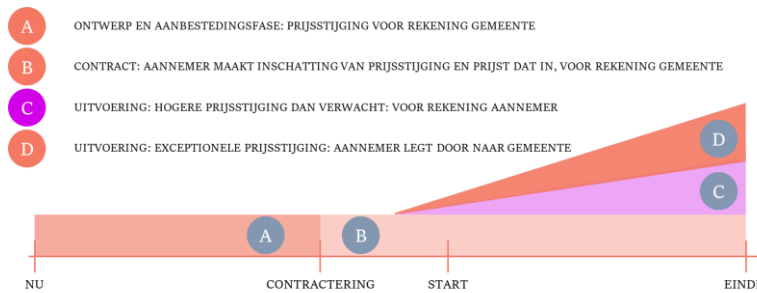 A ONTWERP EN AANBESTEDINGSFASE: PRIJSSTIJGING VOOR REKENING GEMEENTE
B CONTRACT: AANNEMER MAAKT INSCHATTING VAN PRIJSSTIJGING EN PRIJST DAT IN, VOOR REKENING GEMEENTE
C UITVOERING: HOGERE PRIJSSTIJGING DAN VERWACHT: VOOR REKENING AANNEMER
D UITVOERING: EXCEPTIONELE PRIJSSTIJGING: AANNEMER LEGT DOOR NAAR GEMEENTE
D
C
A B
NU CONTRACTERING START EIND